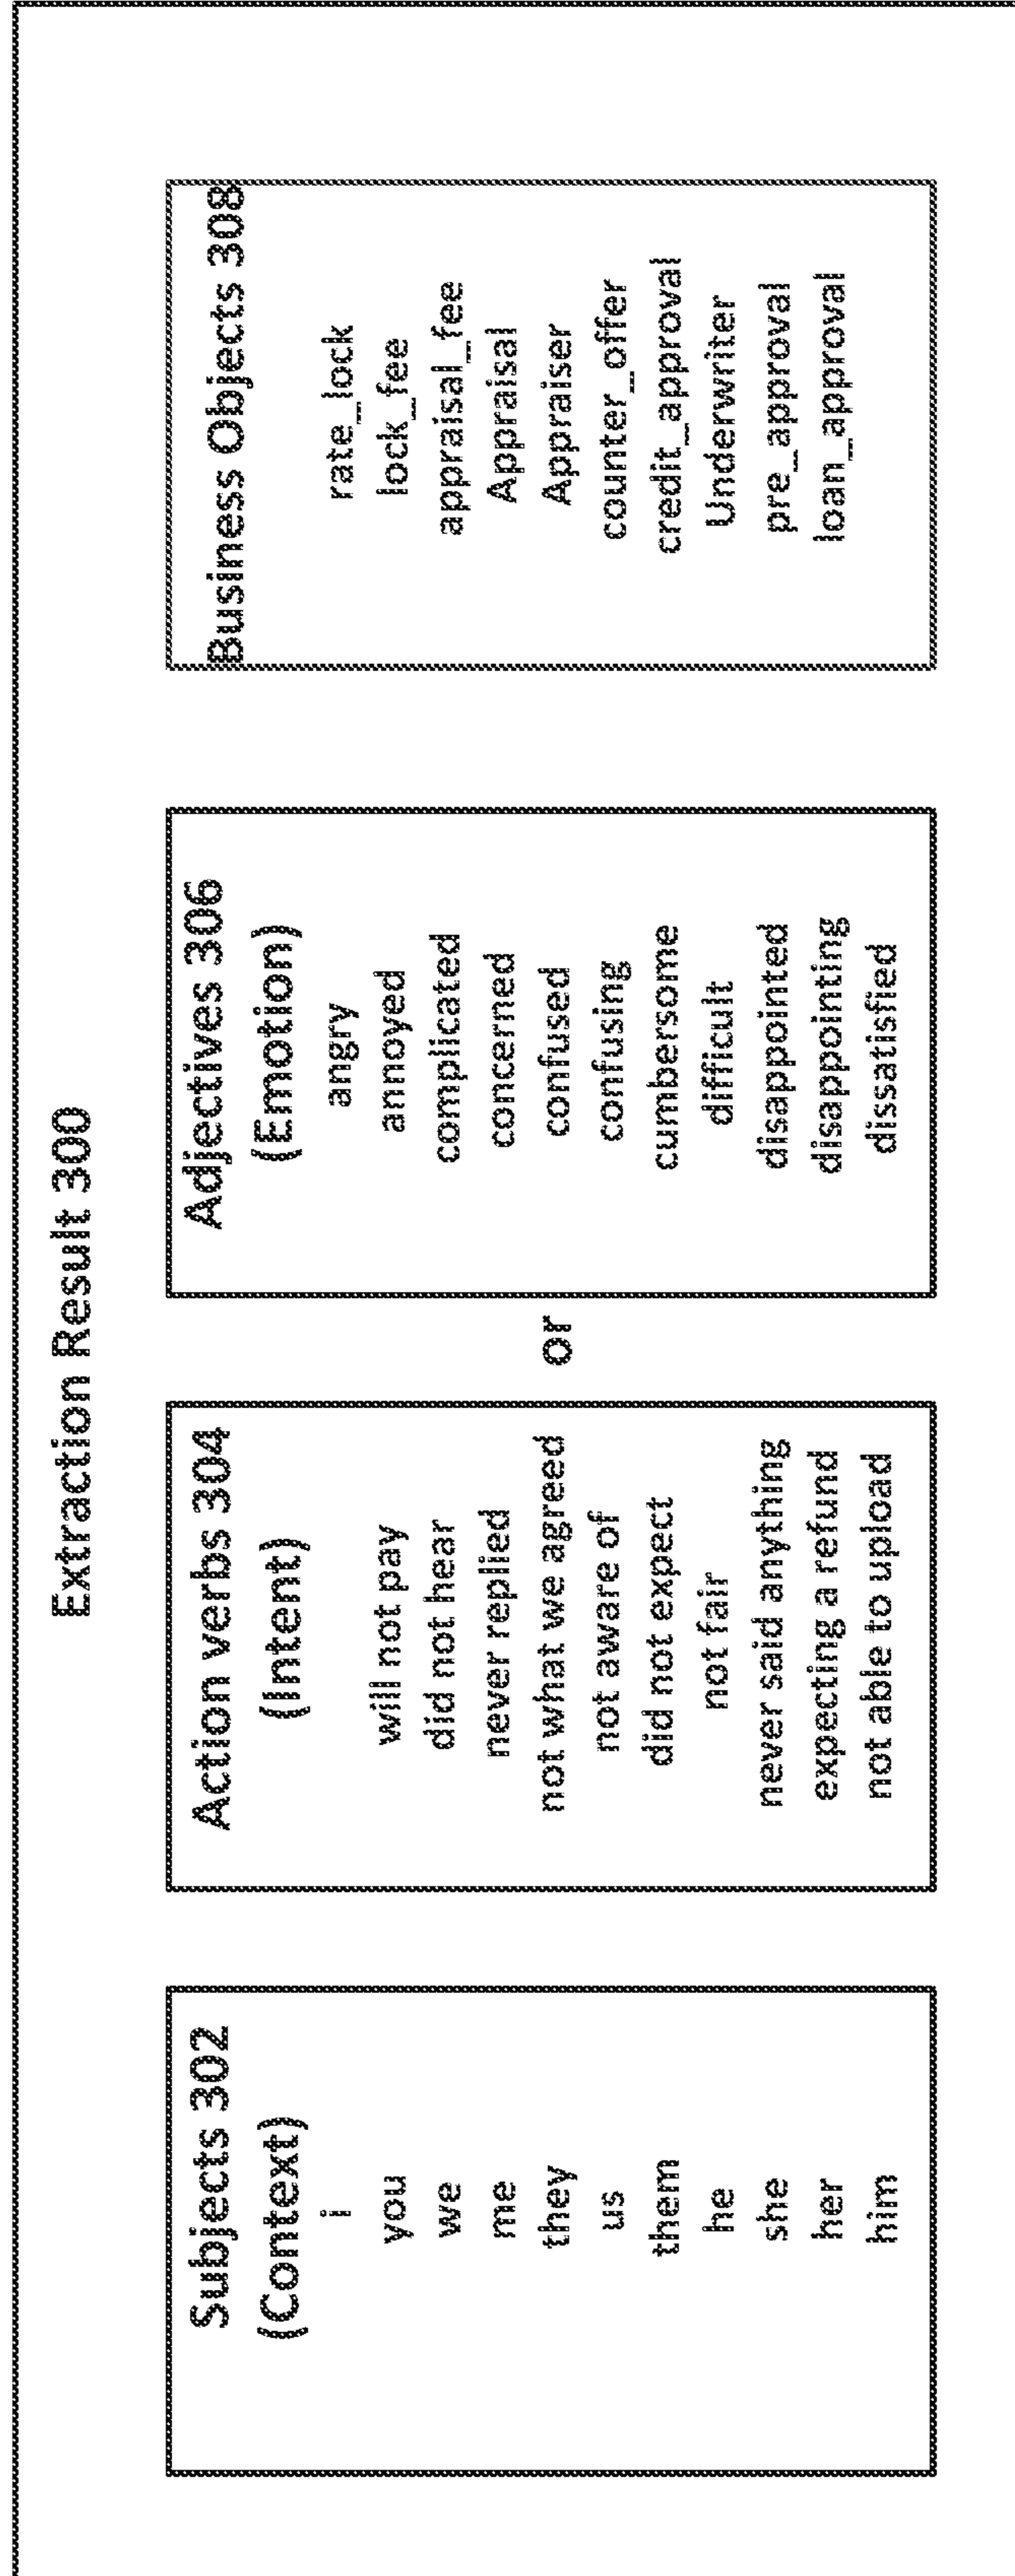 Extraction Result 300
Subjects 302
(Context)
i
you
we
me
they
us
them
he
she
her
him
Action verbs 304
(Intent)
will not pay
did not hear
never replied
not what we agreed
not aware of
did not expect
not fair
never said anything
expecting a refund
not able to upload
or
Adjectives 306
(Emotion)
angry
annoyed
complicated
concerned
confused
confusing
cumbersome
difficult
disappointed
disappointing
dissatisfied
Business Objects 308
rate_lock
lock_fee
appraisal_fee
Appraisal
Appraiser
counter_offer
credit_approval
Underwriter
pre_approval
loan_approval